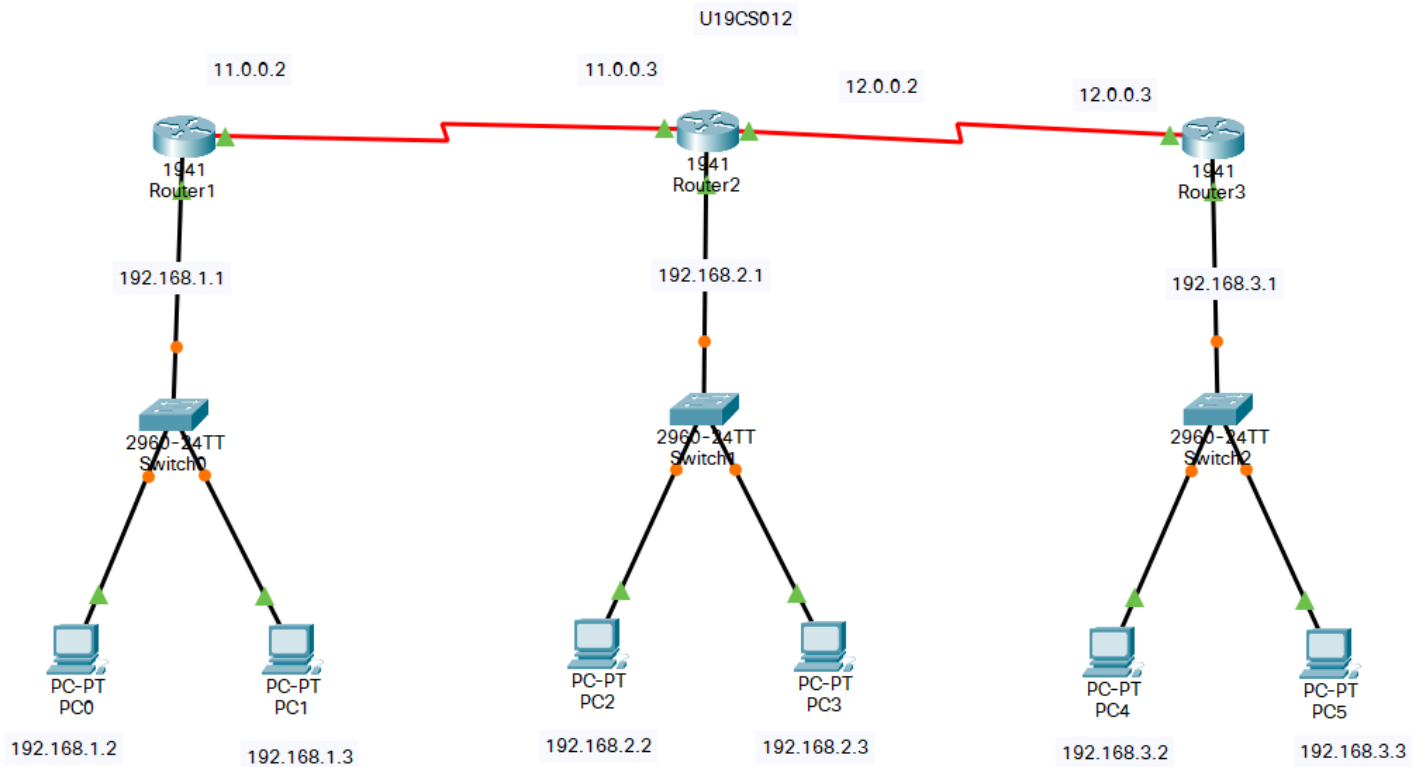 U19CS012
11.0.0.2
11.0.0.3
12.0.0.2
12.0.0.3
1941
Router1
1941
Router2
1941
Router3
192.168.1.1
192.168.2.1
192.168.3.1
2960-24TT
Switch0
2960-24TT
Switch1
2960-24TT
Switch2
PC-PT
PC0
PC-PT
PC1
PC-PT
PC2
PC-PT
PC3
PC-PT
PC4
PC-PT
PC5
192.168.1.2
192.168.1.3
192.168.2.2
192.168.2.3
192.168.3.2
192.168.3.3